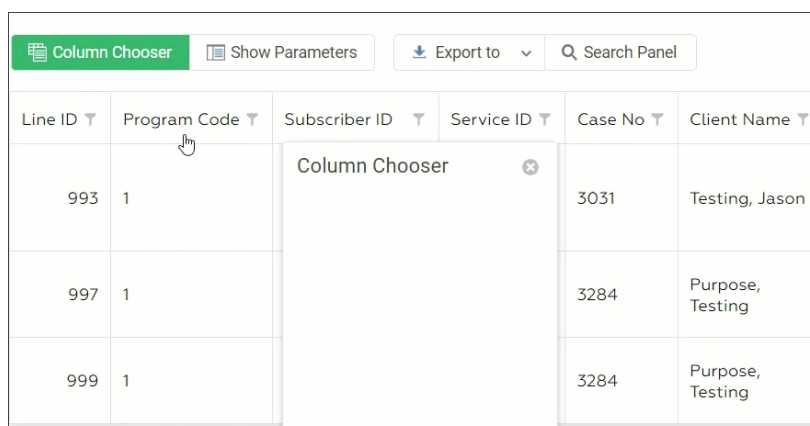 Column Chooser Show Parameters Export to Search Panel
Line ID Program Code Subscriber ID Service ID Case No Client Name
Column Chooser
993 1 3031 Testing, Jason
997 1 3284 Purpose,
Testing
999 1 3284 Purpose,
Testing